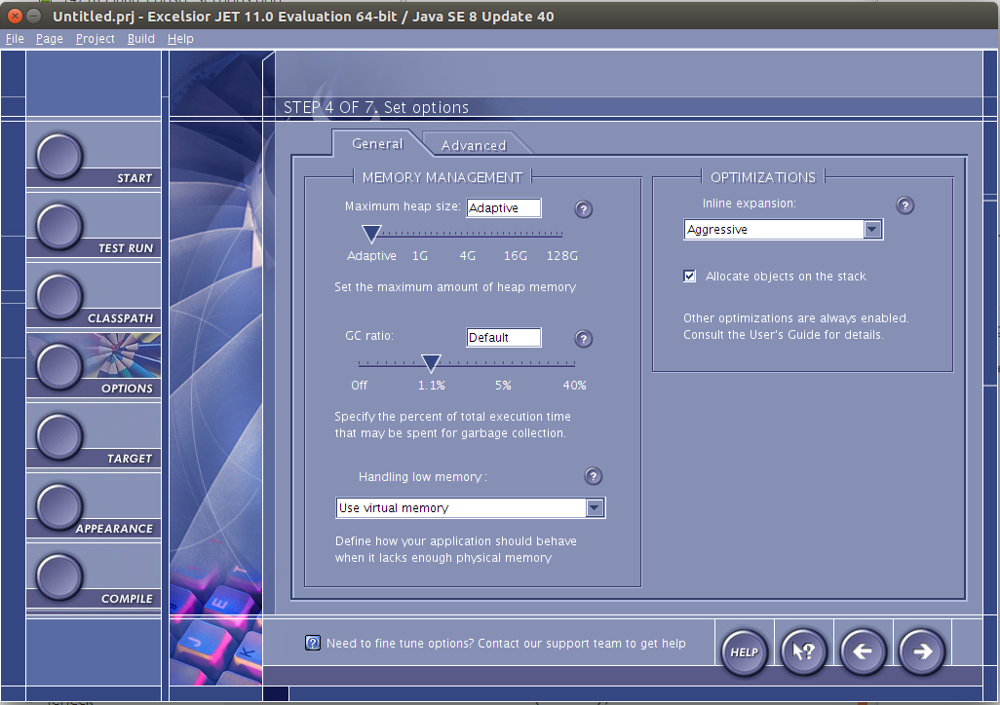 Untitled.prj - Excelsior JET 11.0 Evaluation 64-bit / Java SE 8 Update 40
File Page Project Build Help
STEP 4 OF 7. Set options
General Advanced
START
TEST RUN
CLASSPATH
OPTIONS
TARGET
APPEARANCE
COMPILE
MEMORY MANAGEMENT
Maximum heap size: Adaptive ?
Adaptive 1G 4G 16G 128G
Set the maximum amount of heap memory
GC ratio: Default ?
Off 1.1% 5% 40%
Specify the percent of total execution time
that may be spent for garbage collection.
Handling low memory : ?
Use virtual memory
Define how your application should behave
when it lacks enough physical memory
OPTIMIZATIONS
Inline expansion: ?
Aggressive
Allocate objects on the stack
Other optimizations are always enabled.
Consult the User's Guide for details.
E
J
K
? Need to fine tune options? Contact our support team to get help
HELP ?